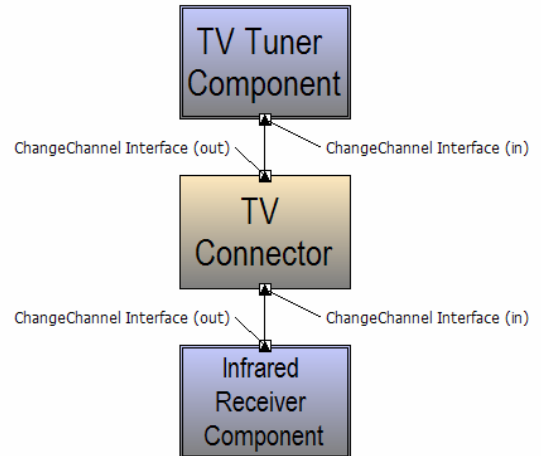 TV Tuner
Component
ChangeChannel Interface (out)
ChangeChannel Interface (in)
TV
Connector
ChangeChannel Interface (out)
ChangeChannel Interface (in)
Infrared
Receiver
Component